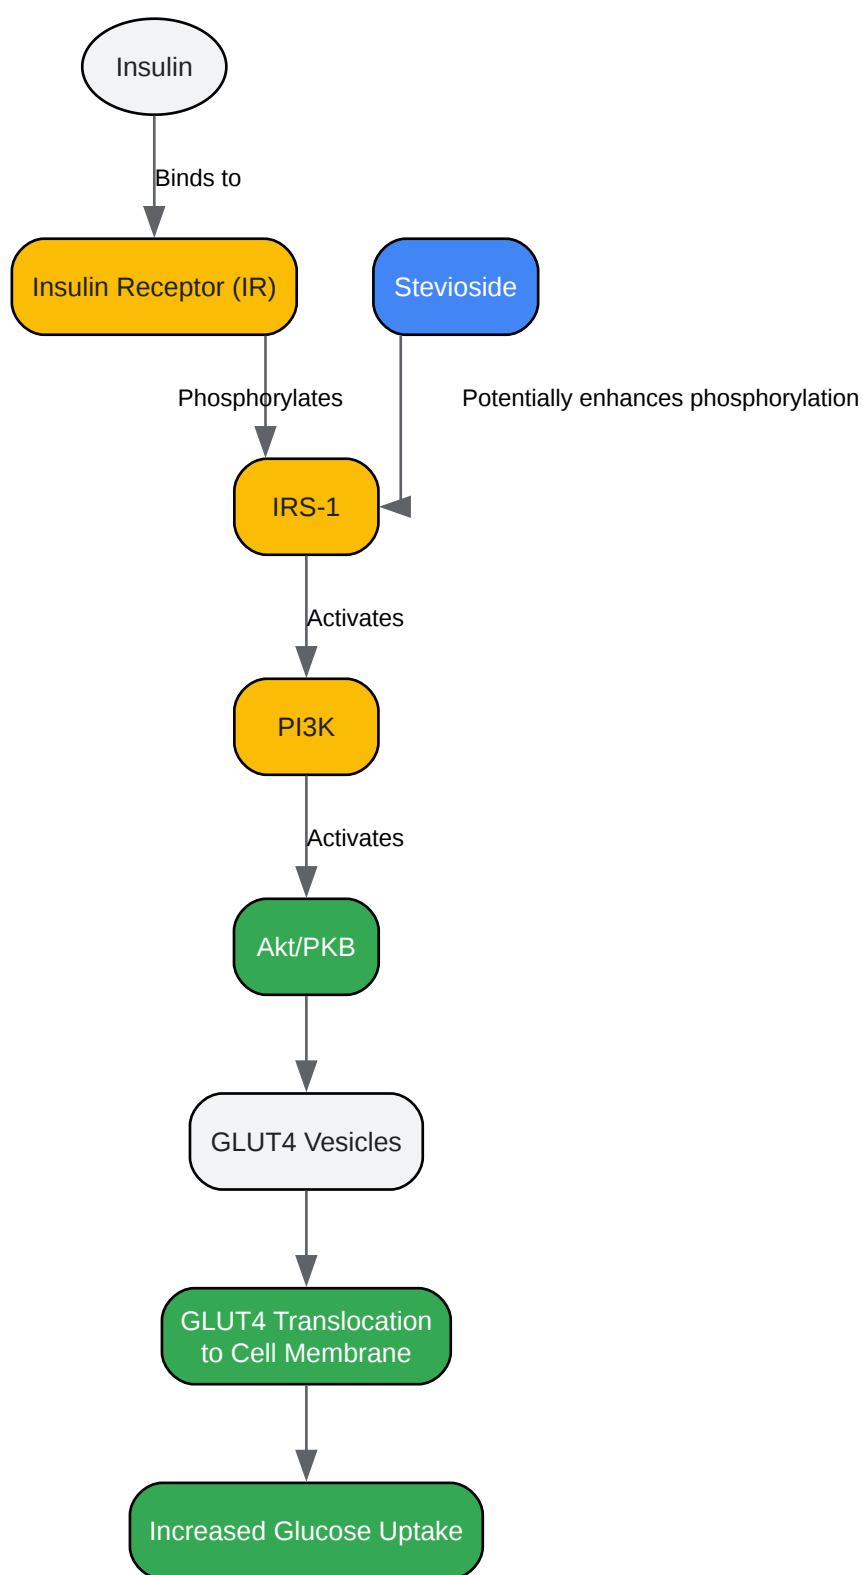 Insulin
Binds to
Insulin Receptor (IR)
Stevioside
Phosphorylates
Potentially enhances phosphorylation
IRS-1
Activates
PI3K
Activates
Akt/PKB
GLUT4 Vesicles
GLUT4 Translocation
to Cell Membrane
Increased Glucose Uptake